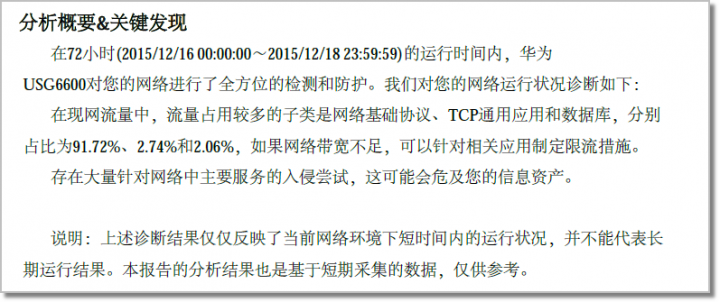 分析概要&关键发现
在72小时(2015/12/16 00:00:00～2015/12/18 23:59:59)的运行时间内，华为
USG6600对您的网络进行了全方位的检测和防护。我们对您的网络运行状况诊断如下：
在现网流量中，流量占用较多的子类是网络基础协议、TCP通用应用和数据库，分别
占比为91.72%、2.74%和2.06%，如果网络带宽不足，可以针对相关应用制定限流措施。
存在大量针对网络中主要服务的入侵尝试，这可能会危及您的信息资产。
说明：上述诊断结果仅仅反映了当前网络环境下短时间内的运行状况，并不能代表长
期运行结果。本报告的分析结果也是基于短期采集的数据，仅供参考。